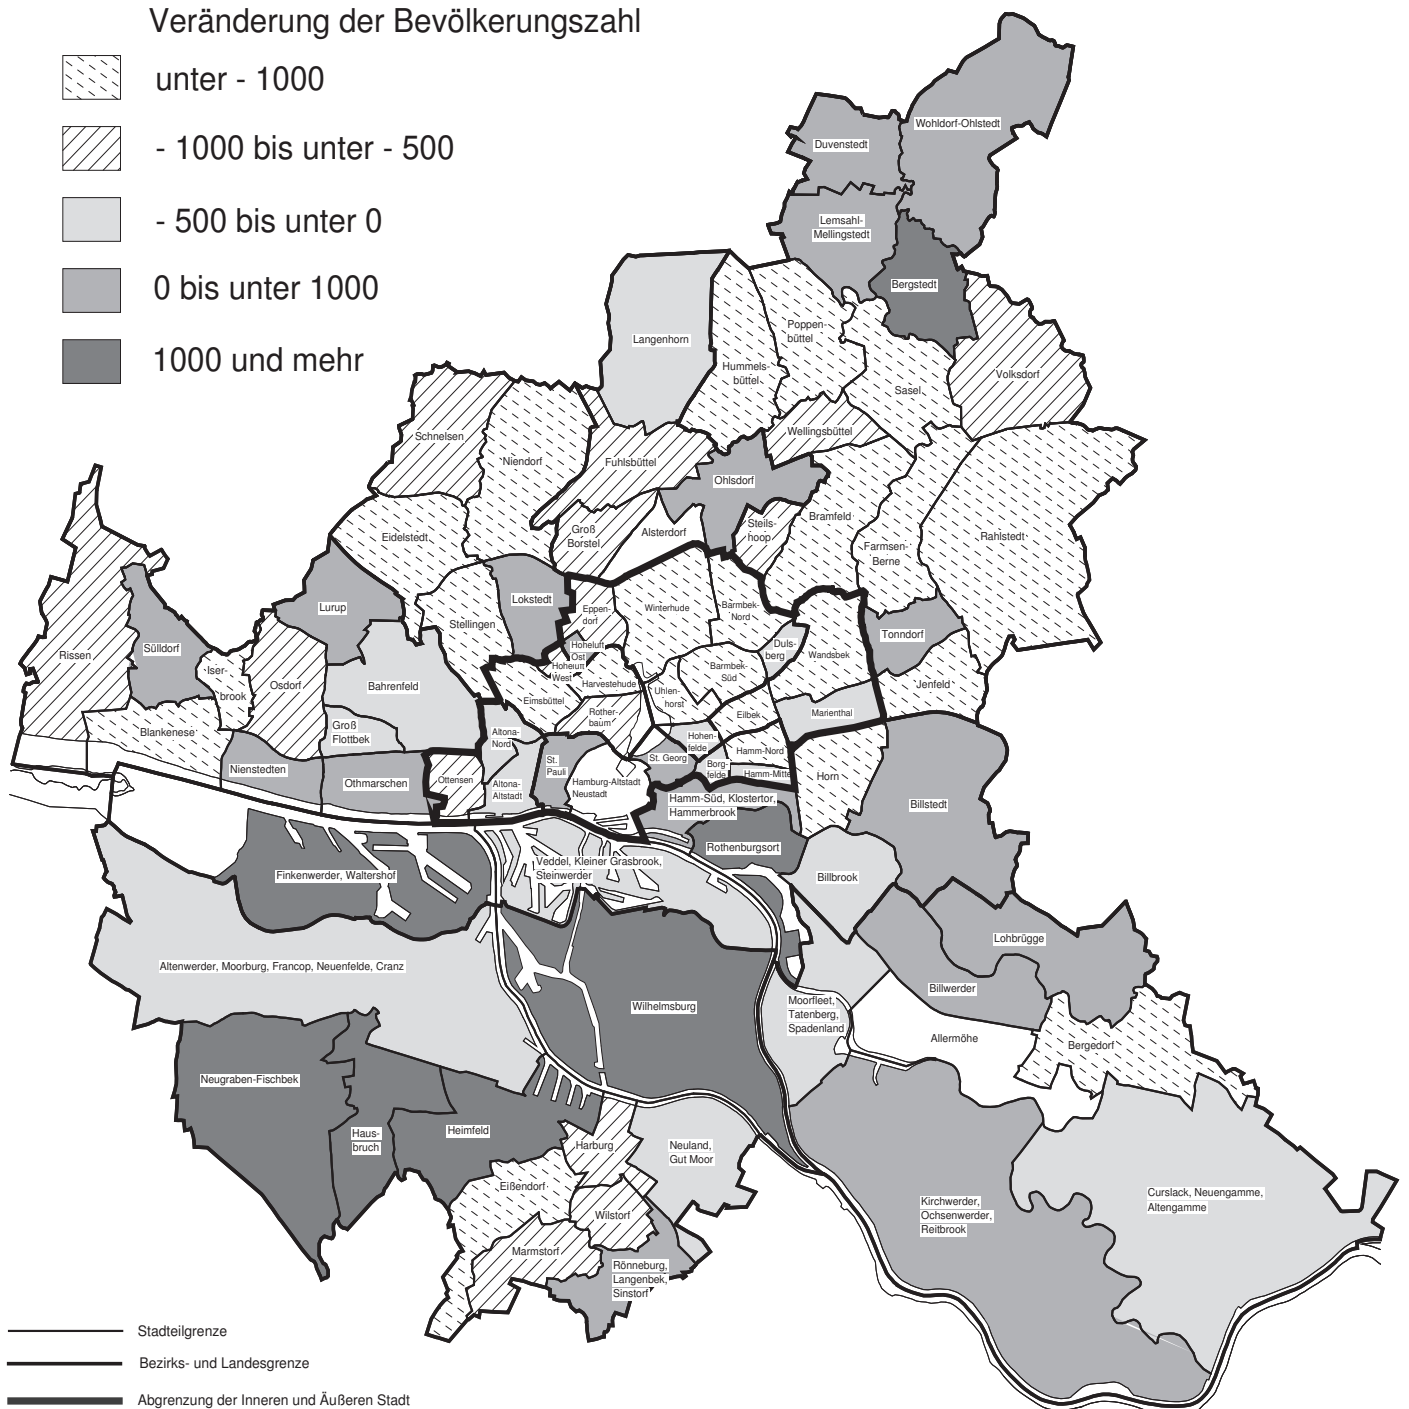 Veränderung der Bevölkerungszahl
unter - 1000
- 1000 bis unter - 500
- 500 bis unter 0
0 bis unter 1000
1000 und mehr
Wohldorf-Ohlstedt
Duvenstedt
Lemsahl-
Mellingstedt
Bergstedt
Langenhorn
Poppen-
büttel
Hummels-
büttel
Sasel
Volksdorf
Schnelsen
Niendorf
Fuhlsbüttel
Wellingsbüttel
Ohlsdorf
Eidelstedt
Groß
Borstel
Alsterdorf
Steils-
hoop
Bramfeld
Farmsen-
Berne
Rahlstedt
Lurup
Lokstedt
Stellingen
Eppen-
dorf
Winterhude
Barmbek-
Nord
Tonndorf
Rissen
Sülldorf
Iser-
brook
Osdorf
Bahrenfeld
Hoheluft
Ost
Hoheluft
West
Harvestehude
Barmbek-
Süd
Duls-
berg
Wandsbek
Jenfeld
Eimsbüttel
Rother-
baum
Uhlen-
horst
Eilbek
Marienthal
Blankenese
Groß
Flottbek
Nienstedten
Othmarschen
Ottensen
Altona-
Nord
Altona-
Altstadt
St.
Pauli
Hamburg-Altstadt
Neustadt
St. Georg
Hohen-
felde
Borg-
felde
Hamm-Nord
Hamm-Mitte
Horn
Billstedt
Hamm-Süd, Klostertor,
Hammerbrook
Rothenburgsort
Finkenwerder, Waltershof
Veddel, Kleiner Grasbrook,
Steinwerder
Billbrook
Lohbrügge
Altenwerder, Moorburg, Francop, Neuenfelde, Cranz
Wilhelmsburg
Moorfleet,
Tatenberg,
Spadenland
Billwerder
Allermöhe
Bergedorf
Neugraben-Fischbek
Haus-
bruch
Heimfeld
Harburg
Neuland,
Gut Moor
Eißendorf
Wilstorf
Marmstorf
Rönneburg,
Langenbek,
Sinstorf
Kirchwerder,
Ochsenwerder,
Reitbrook
Curslack, Neuengamme,
Altengamme
Stadteilgrenze
Bezirks- und Landesgrenze
Abgrenzung der Inneren und Äußeren Stadt